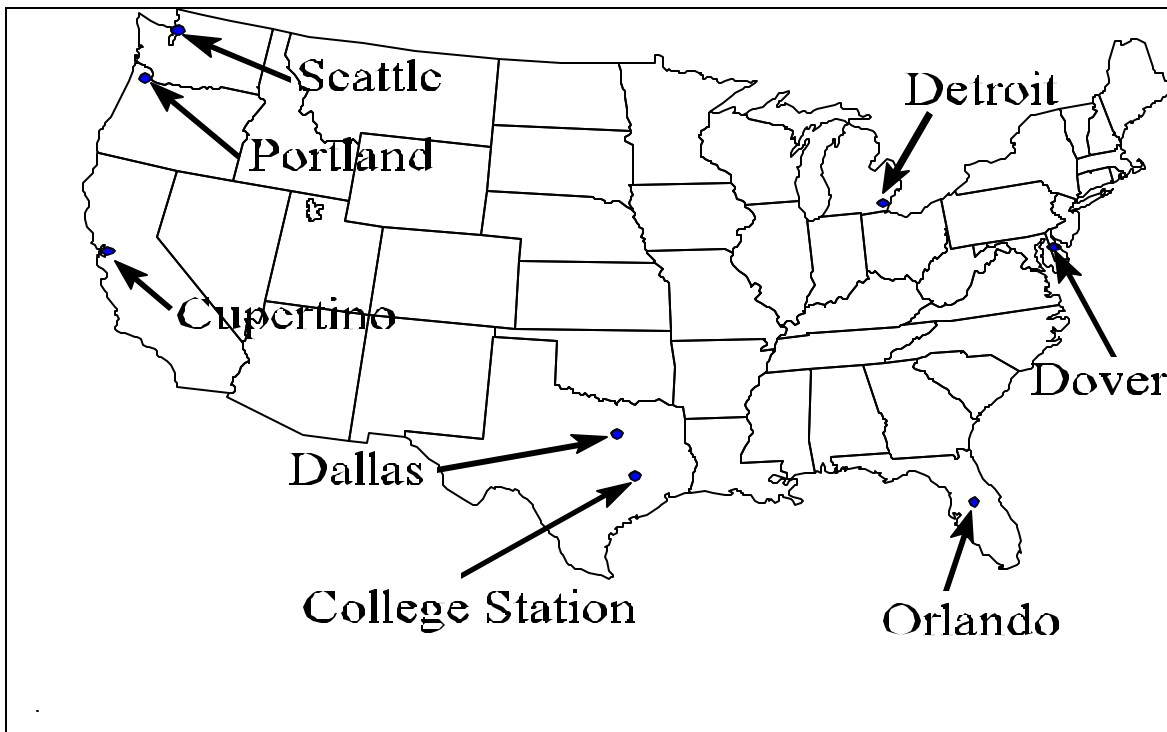 Seattle
Detroit
Portland
Cupertino
Dover
Dallas
College Station
Orlando